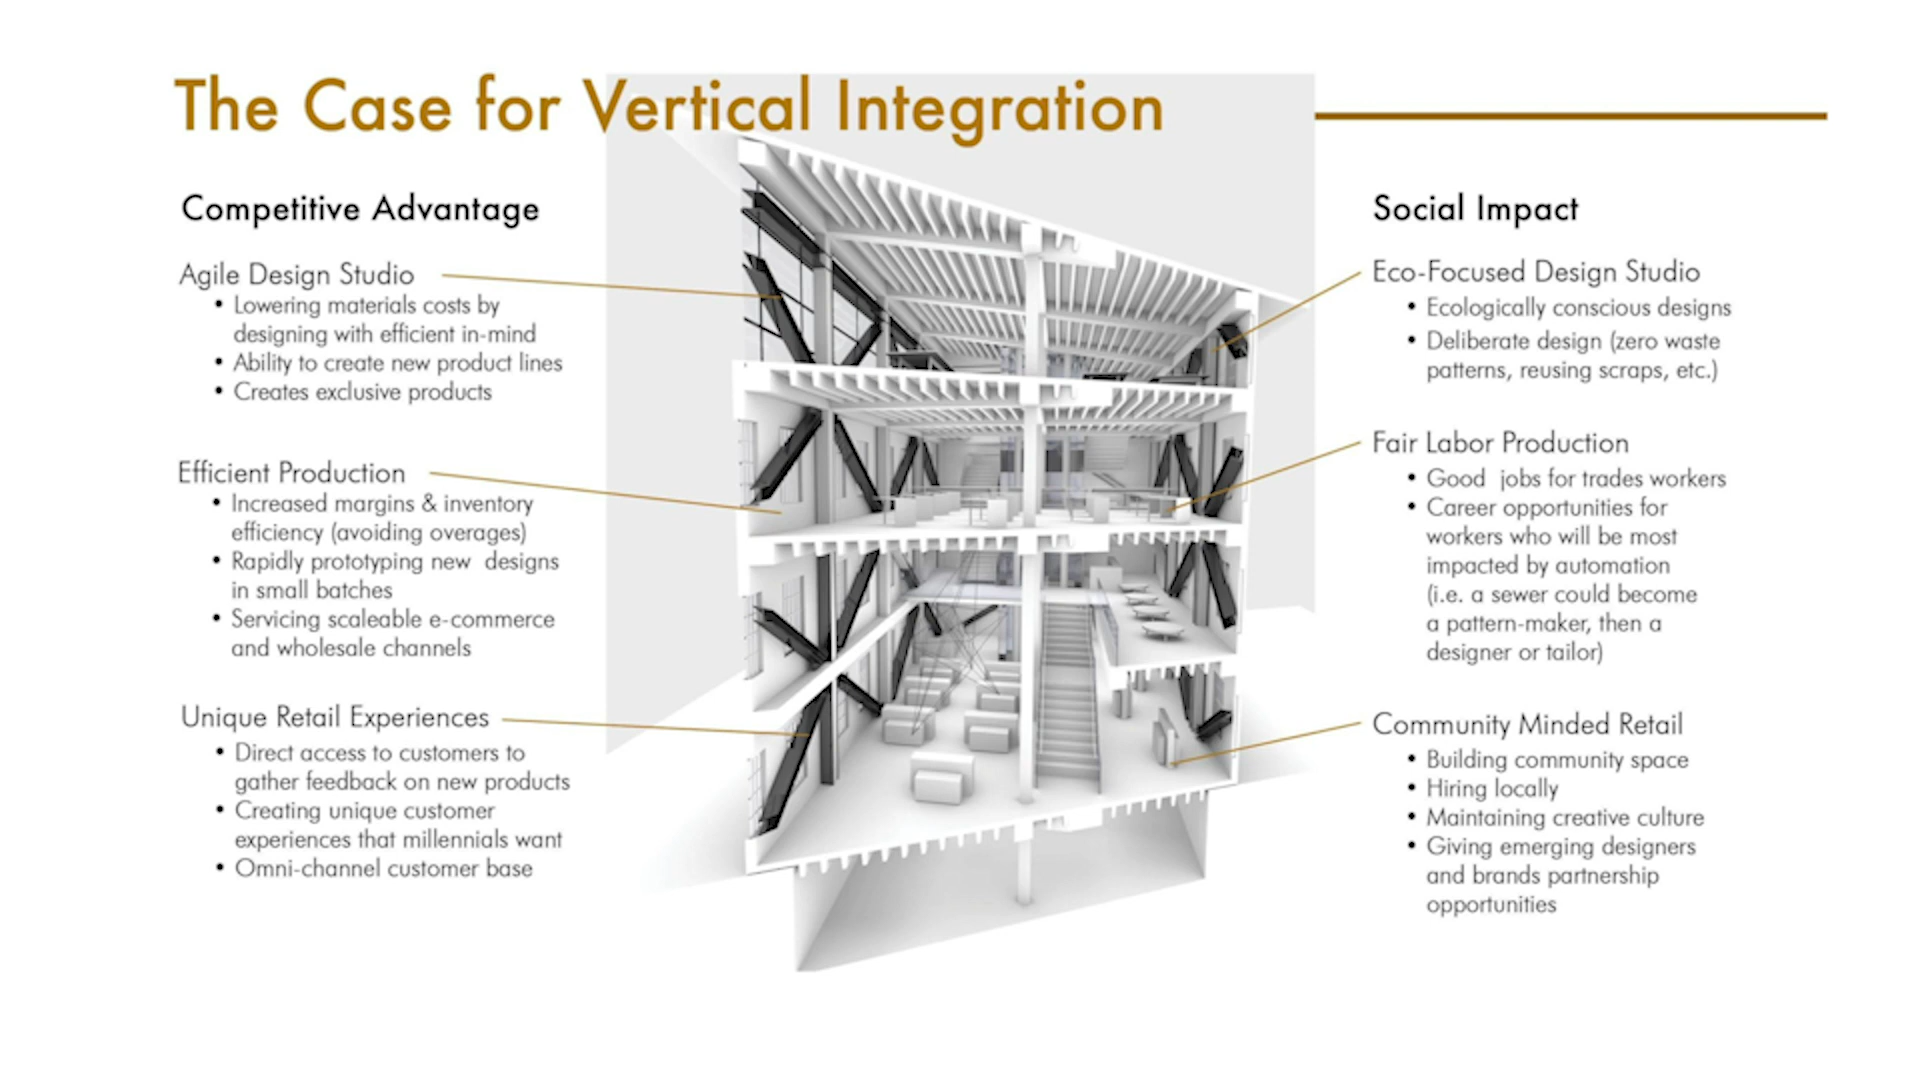 The Case for Vertical Integration
Competitive Advantage
Agile Design Studio
• Lowering materials costs by
designing with efficient in-mind
• Ability to create new product lines
• Creates exclusive products
Efficient Production
• Increased margins & inventory
efficiency (avoiding overages)
• Rapidly prototyping new designs
in small batches
• Servicing scaleable e-commerce
and wholesale channels
Unique Retail Experiences
• Direct access to customers to
gather feedback on new products
• Creating unique customer
experiences that millennials want
• Omni-channel customer base
Social Impact
Eco-Focused Design Studio
• Ecologically conscious designs
• Deliberate design (zero waste
patterns, reusing scraps, etc.)
Fair Labor Production
• Good jobs for trades workers
• Career opportunities for
workers who will be most
impacted by automation
(i.e. a sewer could become
a pattern-maker, then a
designer or tailor)
Community Minded Retail
• Building community space
• Hiring locally
• Maintaining creative culture
• Giving emerging designers
and brands partnership
opportunities